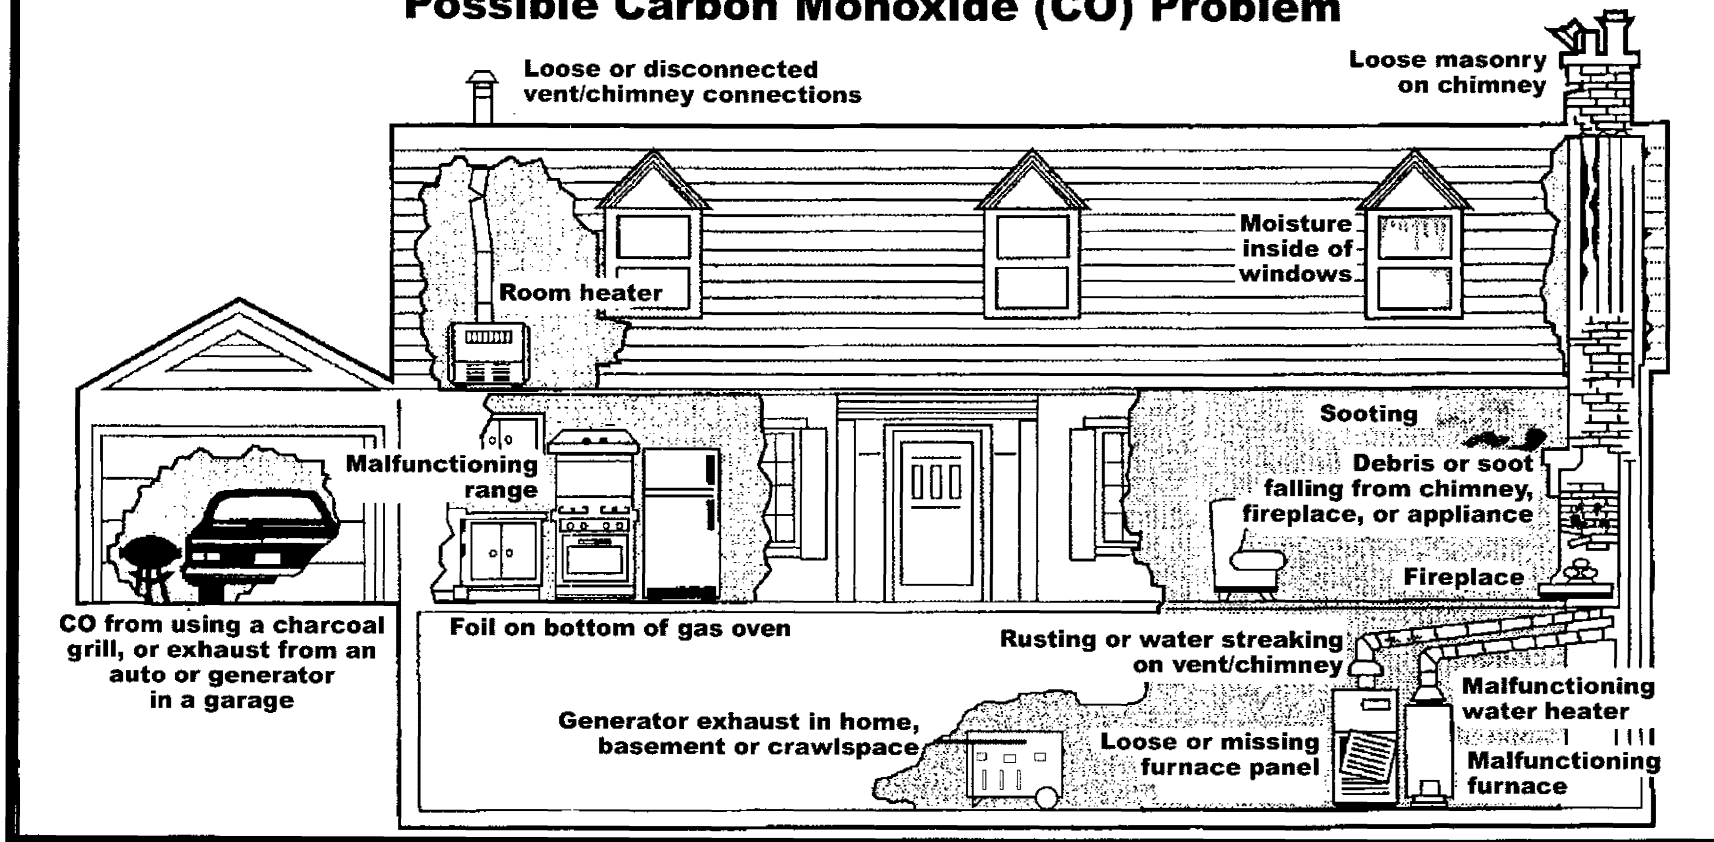 Possible Carbon Monoxide (CO) Problem
Loose or disconnected
vent/chimney connections
Loose masonry
on chimney
Moisture
inside of
windows
Room heater
Sooting
Malfunctioning
range
Debris or soot
falling from chimney,
fireplace, or appliance
Fireplace
CO from using a charcoal
grill, or exhaust from an
auto or generator
in a garage
Foil on bottom of gas oven
Rusting or water streaking
on vent/chimney
Malfunctioning
water heater
Generator exhaust in home,
basement or crawlspace
Loose or missing
furnace panel
Malfunctioning
furnace